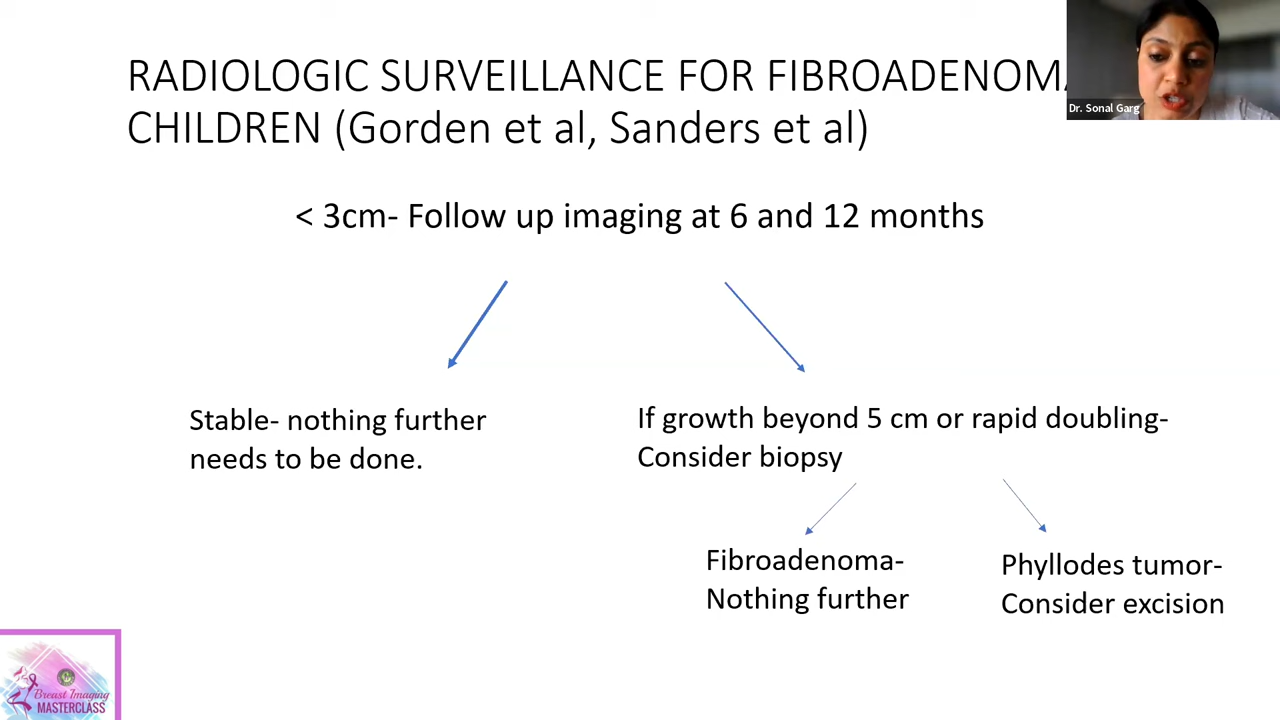 RADIOLOGIC SURVEILLANCE FOR FIBROADENOMA
CHILDREN (Gorden et al, Sanders et al)
Dr. Sonal Garg
< 3cm- Follow up imaging at 6 and 12 months
Stable- nothing further
needs to be done.
If growth beyond 5 cm or rapid doubling-
Consider biopsy
Fibroadenoma-
Nothing further
Phyllodes tumor-
Consider excision
Breast Imaging
MASTERCLASS